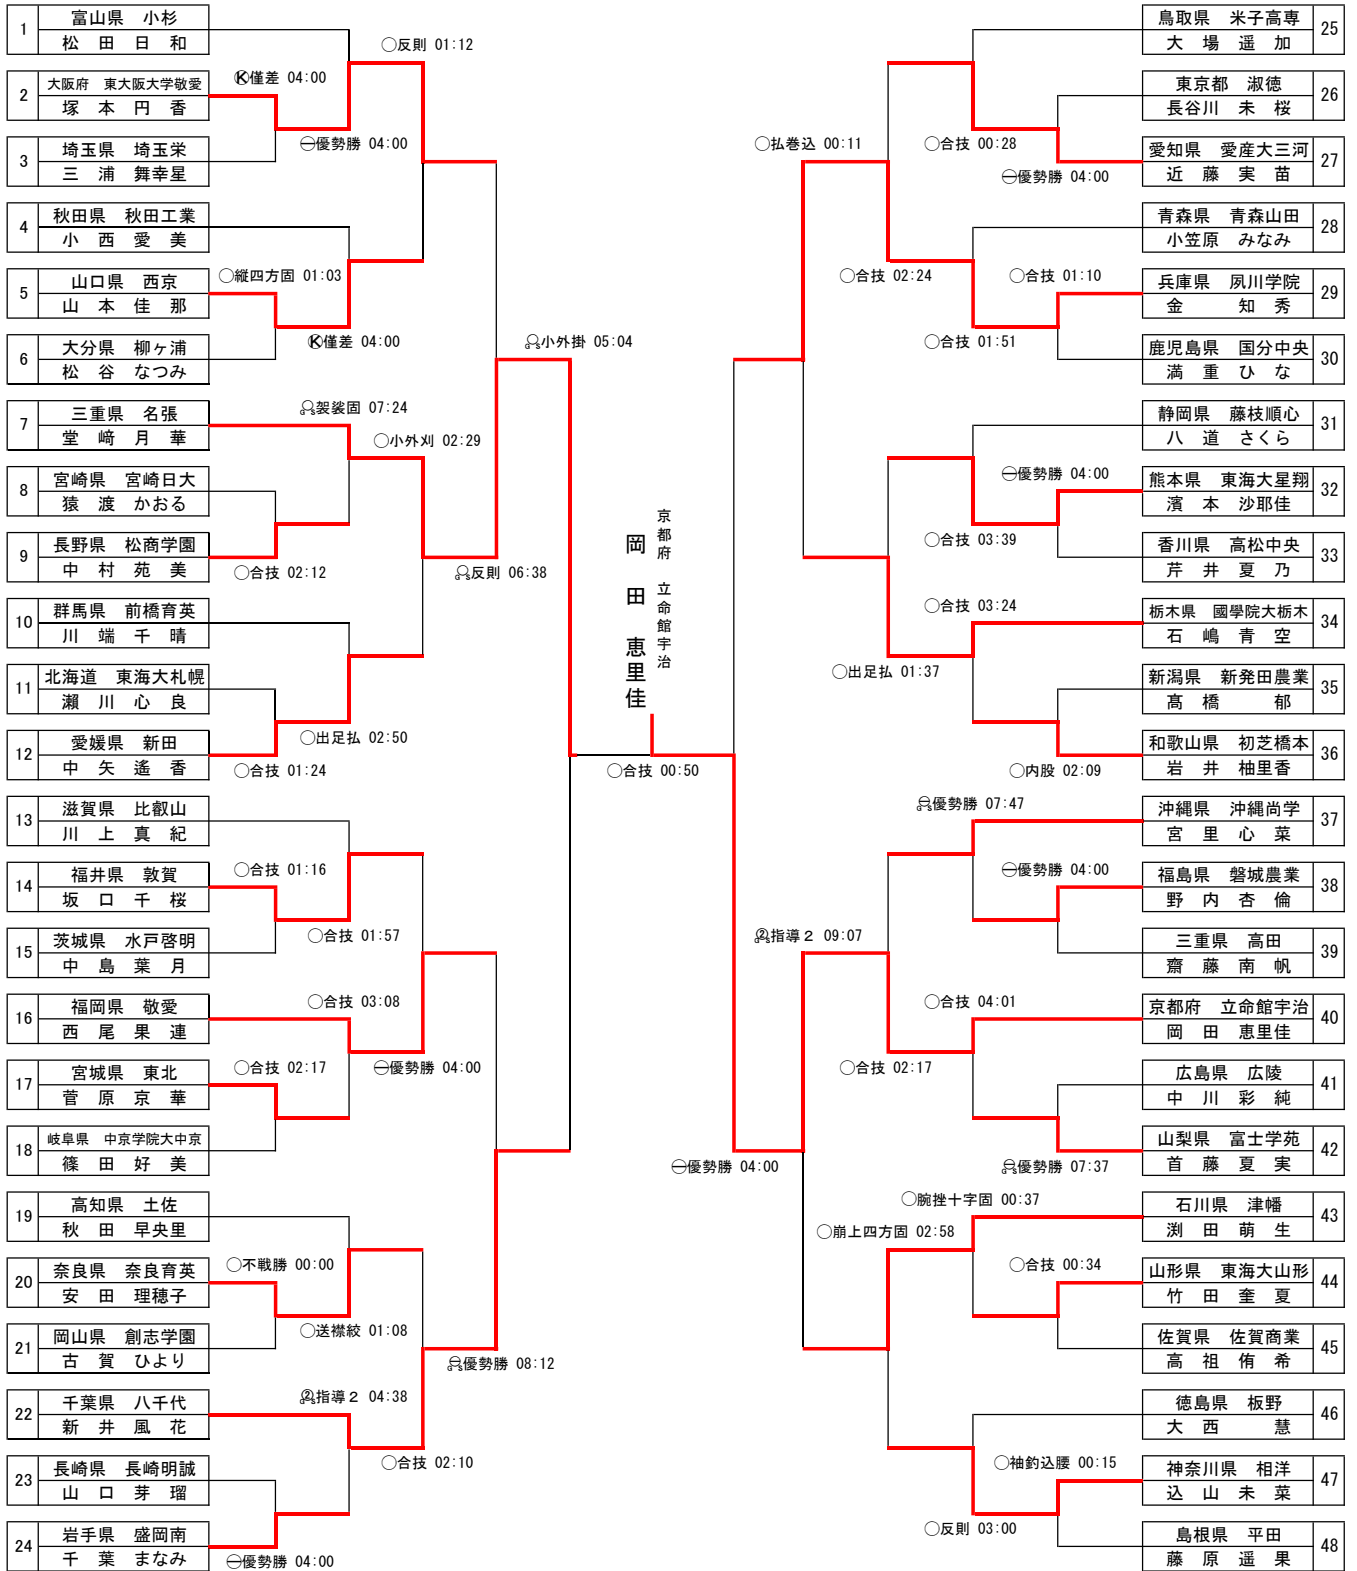 1
富山県　小杉
松　田　日　和
2
大阪府　東大阪大学敬愛
塚　本　円　香
3
埼玉県　埼玉栄
三　浦　舞幸星
4
秋田県　秋田工業
小　西　愛　美
5
山口県　西京
山　本　佳　那
6
大分県　柳ヶ浦
松　谷　なつみ
7
三重県　名張
堂　﨑　月　華
8
宮崎県　宮崎日大
猿　渡　かおる
9
長野県　松商学園
中　村　苑　美
10
群馬県　前橋育英
川　端　千　晴
11
北海道　東海大札幌
瀬　川　心　良
12
愛媛県　新田
中　矢　遙　香
13
滋賀県　比叡山
川　上　真　紀
14
福井県　敦賀
坂　口　千　桜
15
茨城県　水戸啓明
中　島　葉　月
16
福岡県　敬愛
西　尾　果　連
17
宮城県　東北
菅　原　京　華
18
岐阜県　中京学院大中京
篠　田　好　美
19
高知県　土佐
秋　田　早央里
20
奈良県　奈良育英
安　田　理穂子
21
岡山県　創志学園
古　賀　ひより
22
千葉県　八千代
新　井　風　花
23
長崎県　長崎明誠
山　口　芽　瑠
24
岩手県　盛岡南
千　葉　まなみ
○反則 01:12
Ⓚ僅差 04:00
㊀優勢勝 04:00
○縦四方固 01:03
Ⓚ僅差 04:00
小外掛 05:04
袈裟固 07:24
○小外刈 02:29
○合技 02:12
反則 06:38
○出足払 02:50
○合技 01:24
○合技 01:16
○合技 01:57
○合技 03:08
○合技 02:17
㊀優勢勝 04:00
○不戦勝 00:00
○送襟絞 01:08
優勢勝 08:12
②指導２ 04:38
○合技 02:10
㊀優勢勝 04:00
京都府　立命館宇治
岡　田　恵里佳
○合技 00:50
○払巻込 00:11
○合技 00:28
㊀優勢勝 04:00
○合技 02:24
○合技 01:10
○合技 01:51
㊀優勢勝 04:00
○合技 03:39
○合技 03:24
○出足払 01:37
○内股 02:09
優勢勝 07:47
㊀優勢勝 04:00
②指導２ 09:07
○合技 04:01
○合技 02:17
㊀優勢勝 04:00
優勢勝 07:37
○腕挫十字固 00:37
○崩上四方固 02:58
○合技 00:34
○袖釣込腰 00:15
○反則 03:00
鳥取県　米子高専
大　場　遥　加
25
東京都　淑徳
長谷川　未　桜
26
愛知県　愛産大三河
近　藤　実　苗
27
青森県　青森山田
小笠原　みなみ
28
兵庫県　夙川学院
金　　　知　秀
29
鹿児島県　国分中央
満　重　ひ　な
30
静岡県　藤枝順心
八　道　さくら
31
熊本県　東海大星翔
濱　本　沙耶佳
32
香川県　高松中央
芹　井　夏　乃
33
栃木県　國學院大栃木
石　嶋　青　空
34
新潟県　新発田農業
髙　橋　　　郁
35
和歌山県　初芝橋本
岩　井　柚里香
36
沖縄県　沖縄尚学
宮　里　心　菜
37
福島県　磐城農業
野　内　杏　倫
38
三重県　高田
齋　藤　南　帆
39
京都府　立命館宇治
岡　田　恵里佳
40
広島県　広陵
中　川　彩　純
41
山梨県　富士学苑
首　藤　夏　実
42
石川県　津幡
渕　田　萌　生
43
山形県　東海大山形
竹　田　奎　夏
44
佐賀県　佐賀商業
高　祖　侑　希
45
徳島県　板野
大　西　　　慧
46
神奈川県　相洋
込　山　未　菜
47
島根県　平田
藤　原　遥　果
48